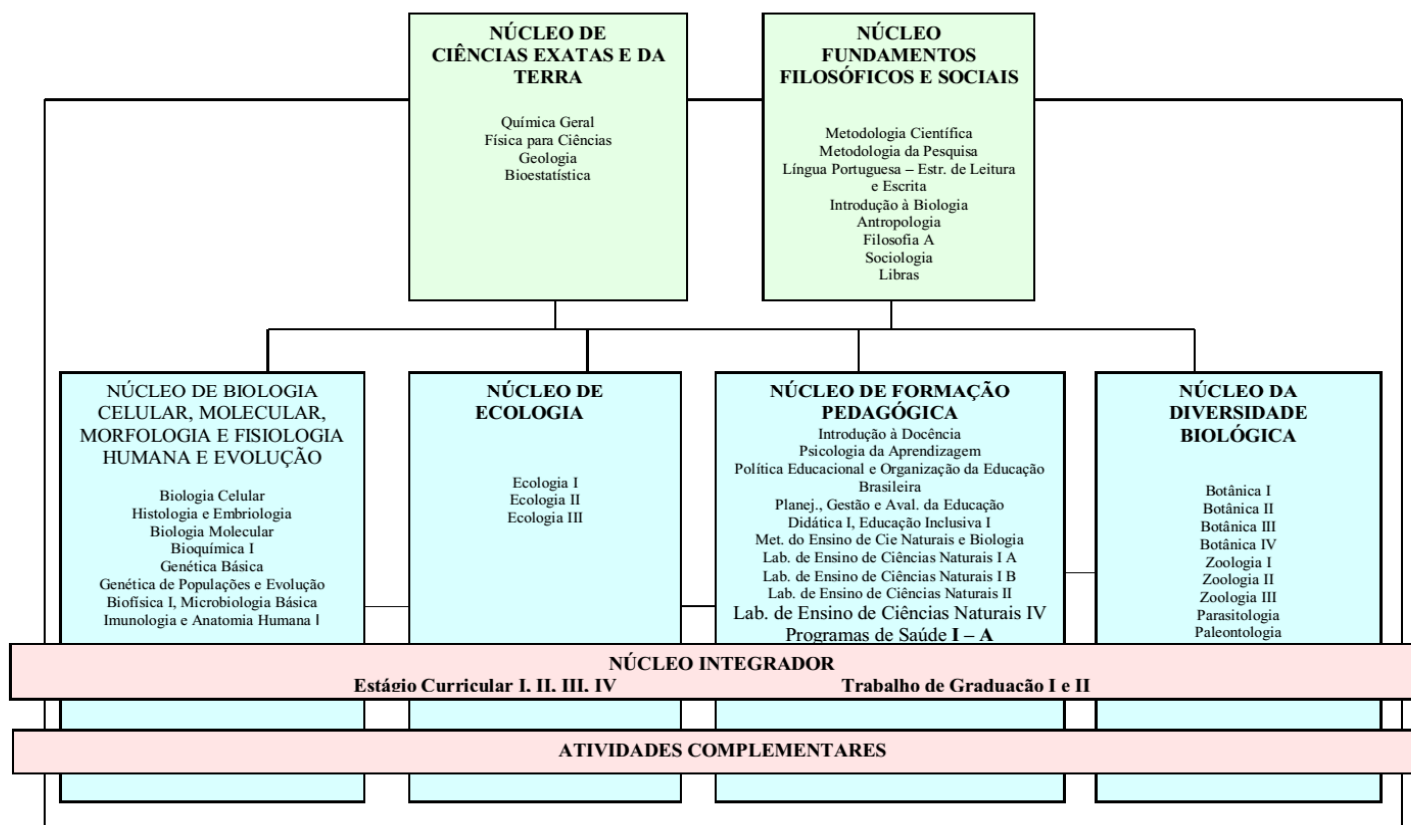 NÚCLEO DE
CIÊNCIAS EXATAS E DA
TERRA
Química Geral
Física para Ciências
Geologia
Bioestatística
NÚCLEO
FUNDAMENTOS
FILOSÓFICOS E SOCIAIS
Metodologia Científica
Metodologia da Pesquisa
Língua Portuguesa – Estr. de Leitura
e Escrita
Introdução à Biologia
Antropologia
Filosofia A
Sociologia
Libras
NÚCLEO DE BIOLOGIA
CELULAR, MOLECULAR,
MORFOLOGIA E FISIOLOGIA
HUMANA E EVOLUÇÃO
Biologia Celular
Histologia e Embriologia
Biologia Molecular
Bioquímica I
Genética Básica
Genética de Populações e Evolução
Biofísica I, Microbiologia Básica
Imunologia e Anatomia Humana I
NÚCLEO DE
ECOLOGIA
Ecologia I
Ecologia II
Ecologia III
NÚCLEO DE FORMAÇÃO
PEDAGÓGICA
Introdução à Docência
Psicologia da Aprendizagem
Política Educacional e Organização da Educação
Brasileira
Planej., Gestão e Aval. da Educação
Didática I, Educação Inclusiva I
Met. do Ensino de Cie Naturais e Biologia
Lab. de Ensino de Ciências Naturais I A
Lab. de Ensino de Ciências Naturais I B
Lab. de Ensino de Ciências Naturais II
Lab. de Ensino de Ciências Naturais IV
Programas de Saúde I – A
NÚCLEO DA
DIVERSIDADE
BIOLÓGICA
Botânica I
Botânica II
Botânica III
Botânica IV
Zoologia I
Zoologia II
Zoologia III
Parasitologia
Paleontologia
NÚCLEO INTEGRADOR
Estágio Curricular I, II, III, IV Trabalho de Graduação I e II
ATIVIDADES COMPLEMENTARES